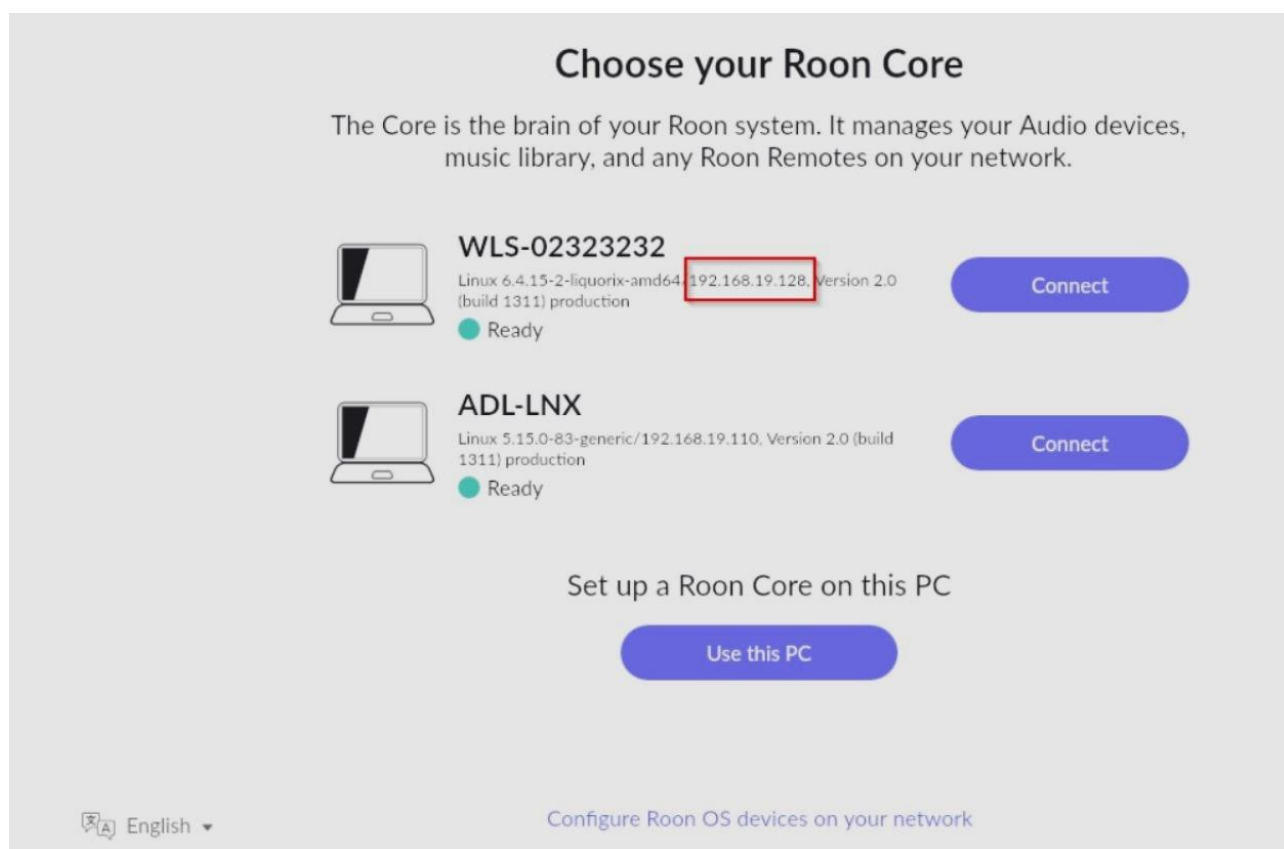 Choose your Roon Core
The Core is the brain of your Roon system. It manages your Audio devices,
music library, and any Roon Remotes on your network.
WLS-02323232
Linux 6.4.15-2-liquorix-amd64/192.168.19.128, Version 2.0
(build 1311) production
Ready
Connect
ADL-LNX
Linux 5.15.0-83-generic/192.168.19.110, Version 2.0 (build
1311) production
Ready
Connect
Set up a Roon Core on this PC
Use this PC
文A English
Configure Roon OS devices on your network